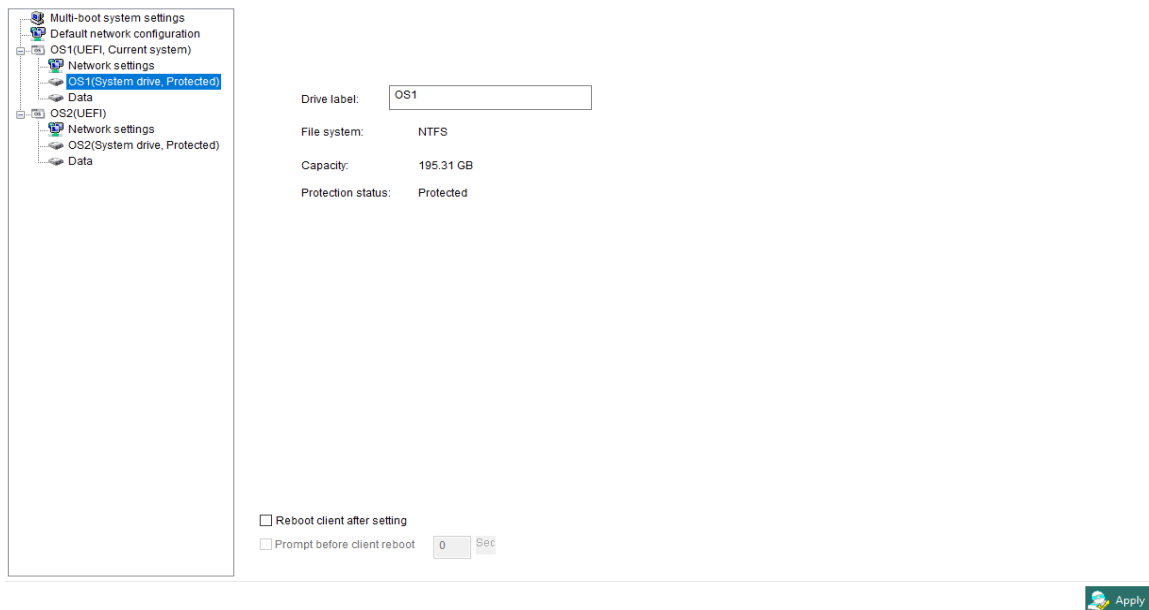 Multi-boot system settings
Default network configuration
OS1(UEFI, Current system)
Network settings
OS1(System drive, Protected)
Data
OS2(UEFI)
Network settings
OS2(System drive, Protected)
Data
Drive label: OS1
File system: NTFS
Capacity: 195.31 GB
Protection status: Protected
Reboot client after setting
Prompt before client reboot 0 Sec
Apply